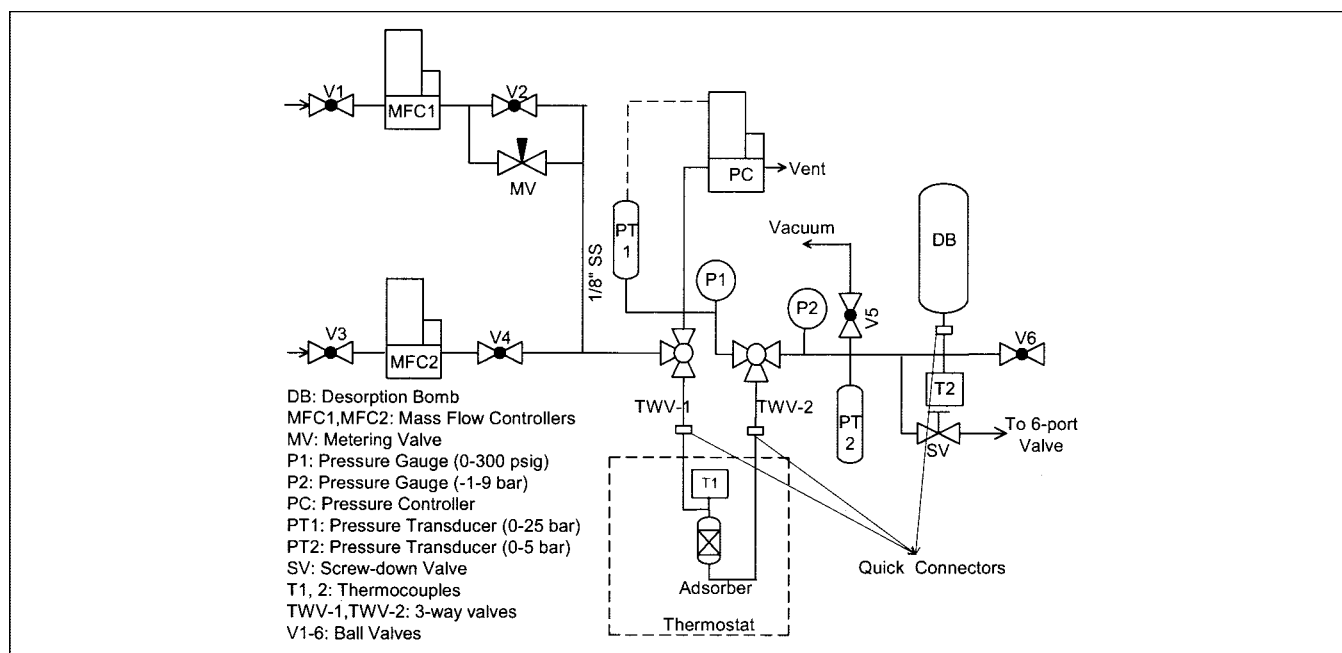 V1
MFC1
V2
MV
1/8" SS
PC
Vent
PT
1
P1
Vacuum
DB
P2
V5
V6
V3
MFC2
V4
TWV-1
TWV-2
PT
2
T2
SV
To 6-port
Valve
T1
Adsorber
Thermostat
Quick Connectors
DB: Desorption Bomb
MFC1,MFC2: Mass Flow Controllers
MV: Metering Valve
P1: Pressure Gauge (0-300 psig)
P2: Pressure Gauge (-1-9 bar)
PC: Pressure Controller
PT1: Pressure Transducer (0-25 bar)
PT2: Pressure Transducer (0-5 bar)
SV: Screw-down Valve
T1, 2: Thermocouples
TWV-1,TWV-2: 3-way valves
V1-6: Ball Valves